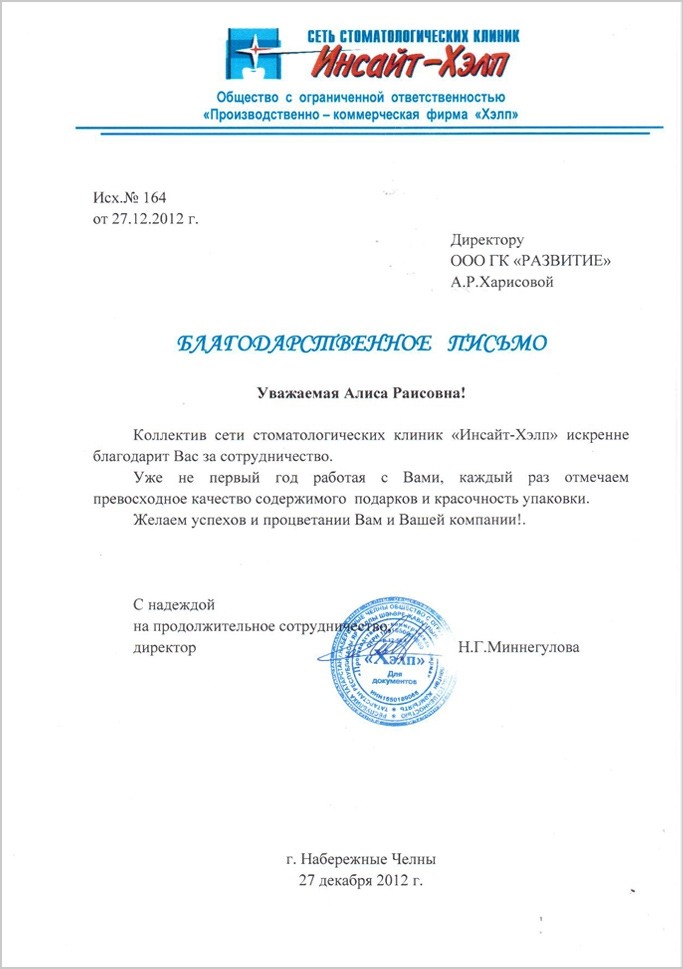 СЕТЬ СТОМАТОЛОГИЧЕСКИХ КЛИНИК
Инсайт-Хэлп
Общество с ограниченной ответственностью
«Производственно – коммерческая фирма «Хэлп»
Исх.№ 164
от 27.12.2012 г.
Директору
ООО ГК «РАЗВИТИЕ»
А.Р.Харисовой
БЛАГОДАРСТВЕННОЕ ПИСЬМО
Уважаемая Алиса Раисовна!
Коллектив сети стоматологических клиник «Инсайт-Хэлп» искренне
благодарит Вас за сотрудничество.
Уже не первый год работая с Вами, каждый раз отмечаем
превосходное качество содержимого подарков и красочность упаковки.
Желаем успехов и процветании Вам и Вашей компании!.
С надеждой
на продолжительное сотрудничество,
директор
Н.Г.Миннегулова
«Хэлп»
Для
документов
г. Набережные Челны
27 декабря 2012 г.